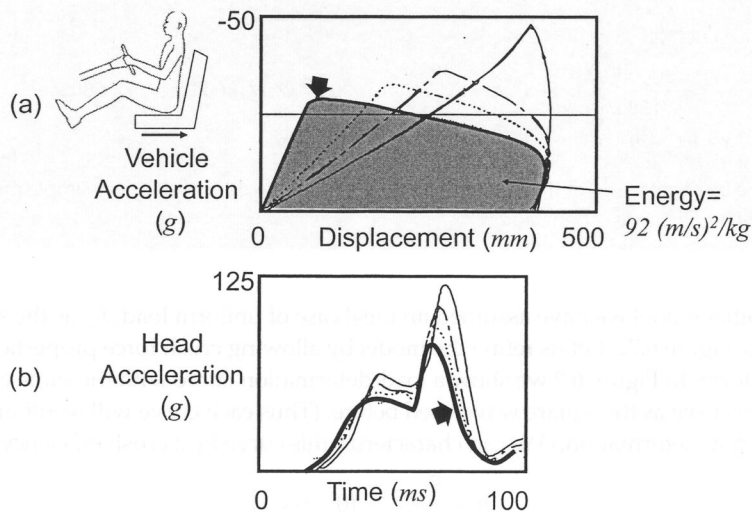 -50
(a)
Vehicle
Acceleration
(g)
0 Displacement (mm) 500
Energy=
92 (m/s)²/kg
125
(b)
Head
Acceleration
(g)
0 Time (ms) 100